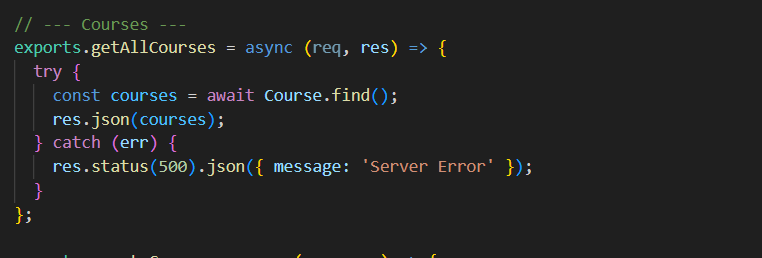 // --- Courses ---
exports.getAllCourses = async (req, res) => {
  try {
    const courses = await Course.find();
    res.json(courses);
  } catch (err) {
    res.status(500).json({ message: 'Server Error' });
  }
};